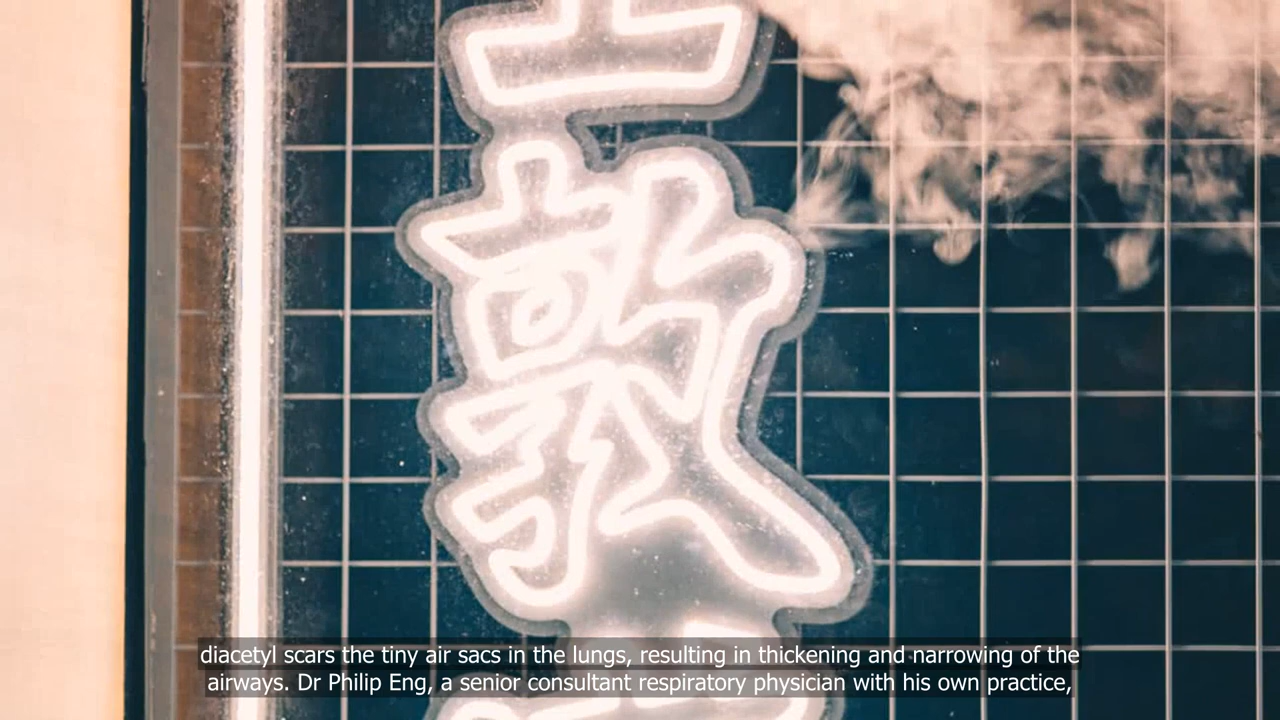 敦
diacetyl scars the tiny air sacs in the lungs, resulting in thickening and narrowing of the
airways. Dr Philip Eng, a senior consultant respiratory physician with his own practice,